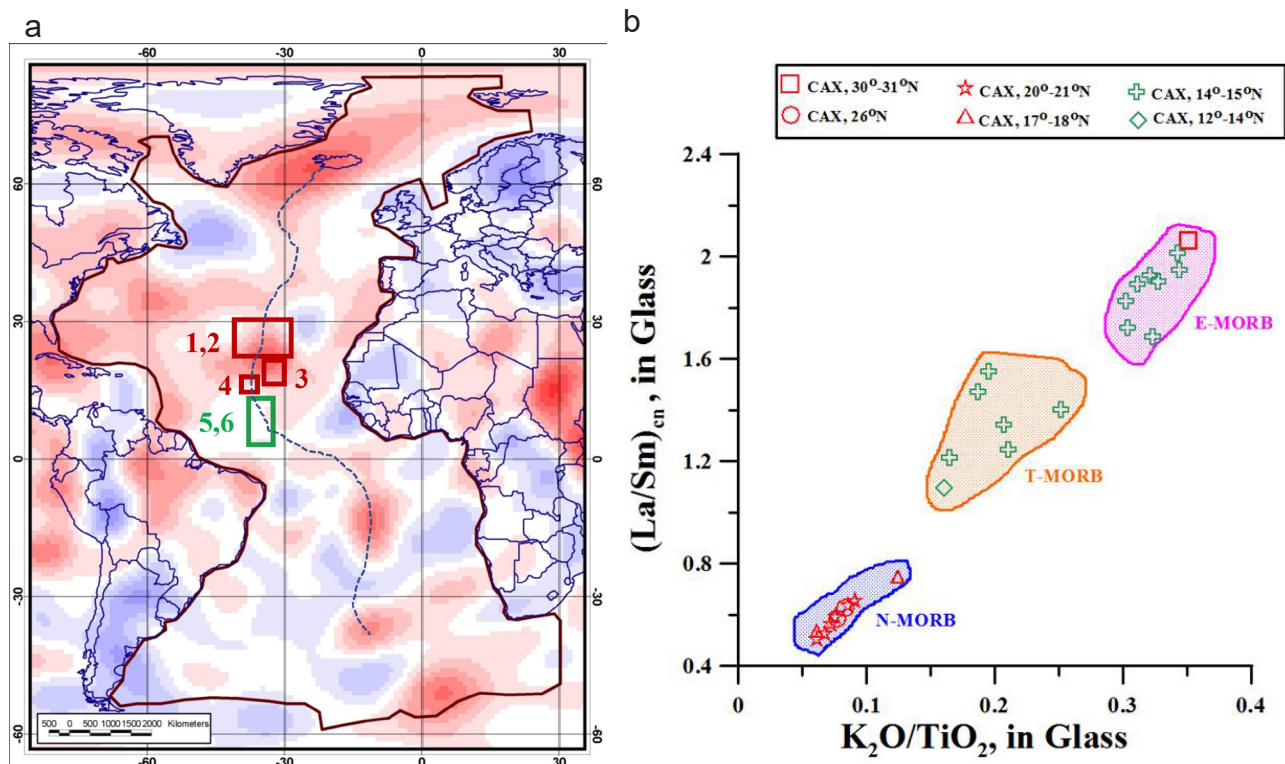 a
-60 -30 0 30
60
30
0
-30
-60
60
30
0
-30
-60
1,2
3
4
5,6
500 0 500 1000 1500 2000 Kilometers
-60 -30 0 30
b
CAX, 30°-31°N
CAX, 20°-21°N
CAX, 14°-15°N
CAX, 26°N
CAX, 17°-18°N
CAX, 12°-14°N
2.4
2
1.6
1.2
0.8
0.4
(La/Sm)cn, in Glass
E-MORB
T-MORB
N-MORB
0 0.1 0.2 0.3 0.4
K₂O/TiO₂, in Glass